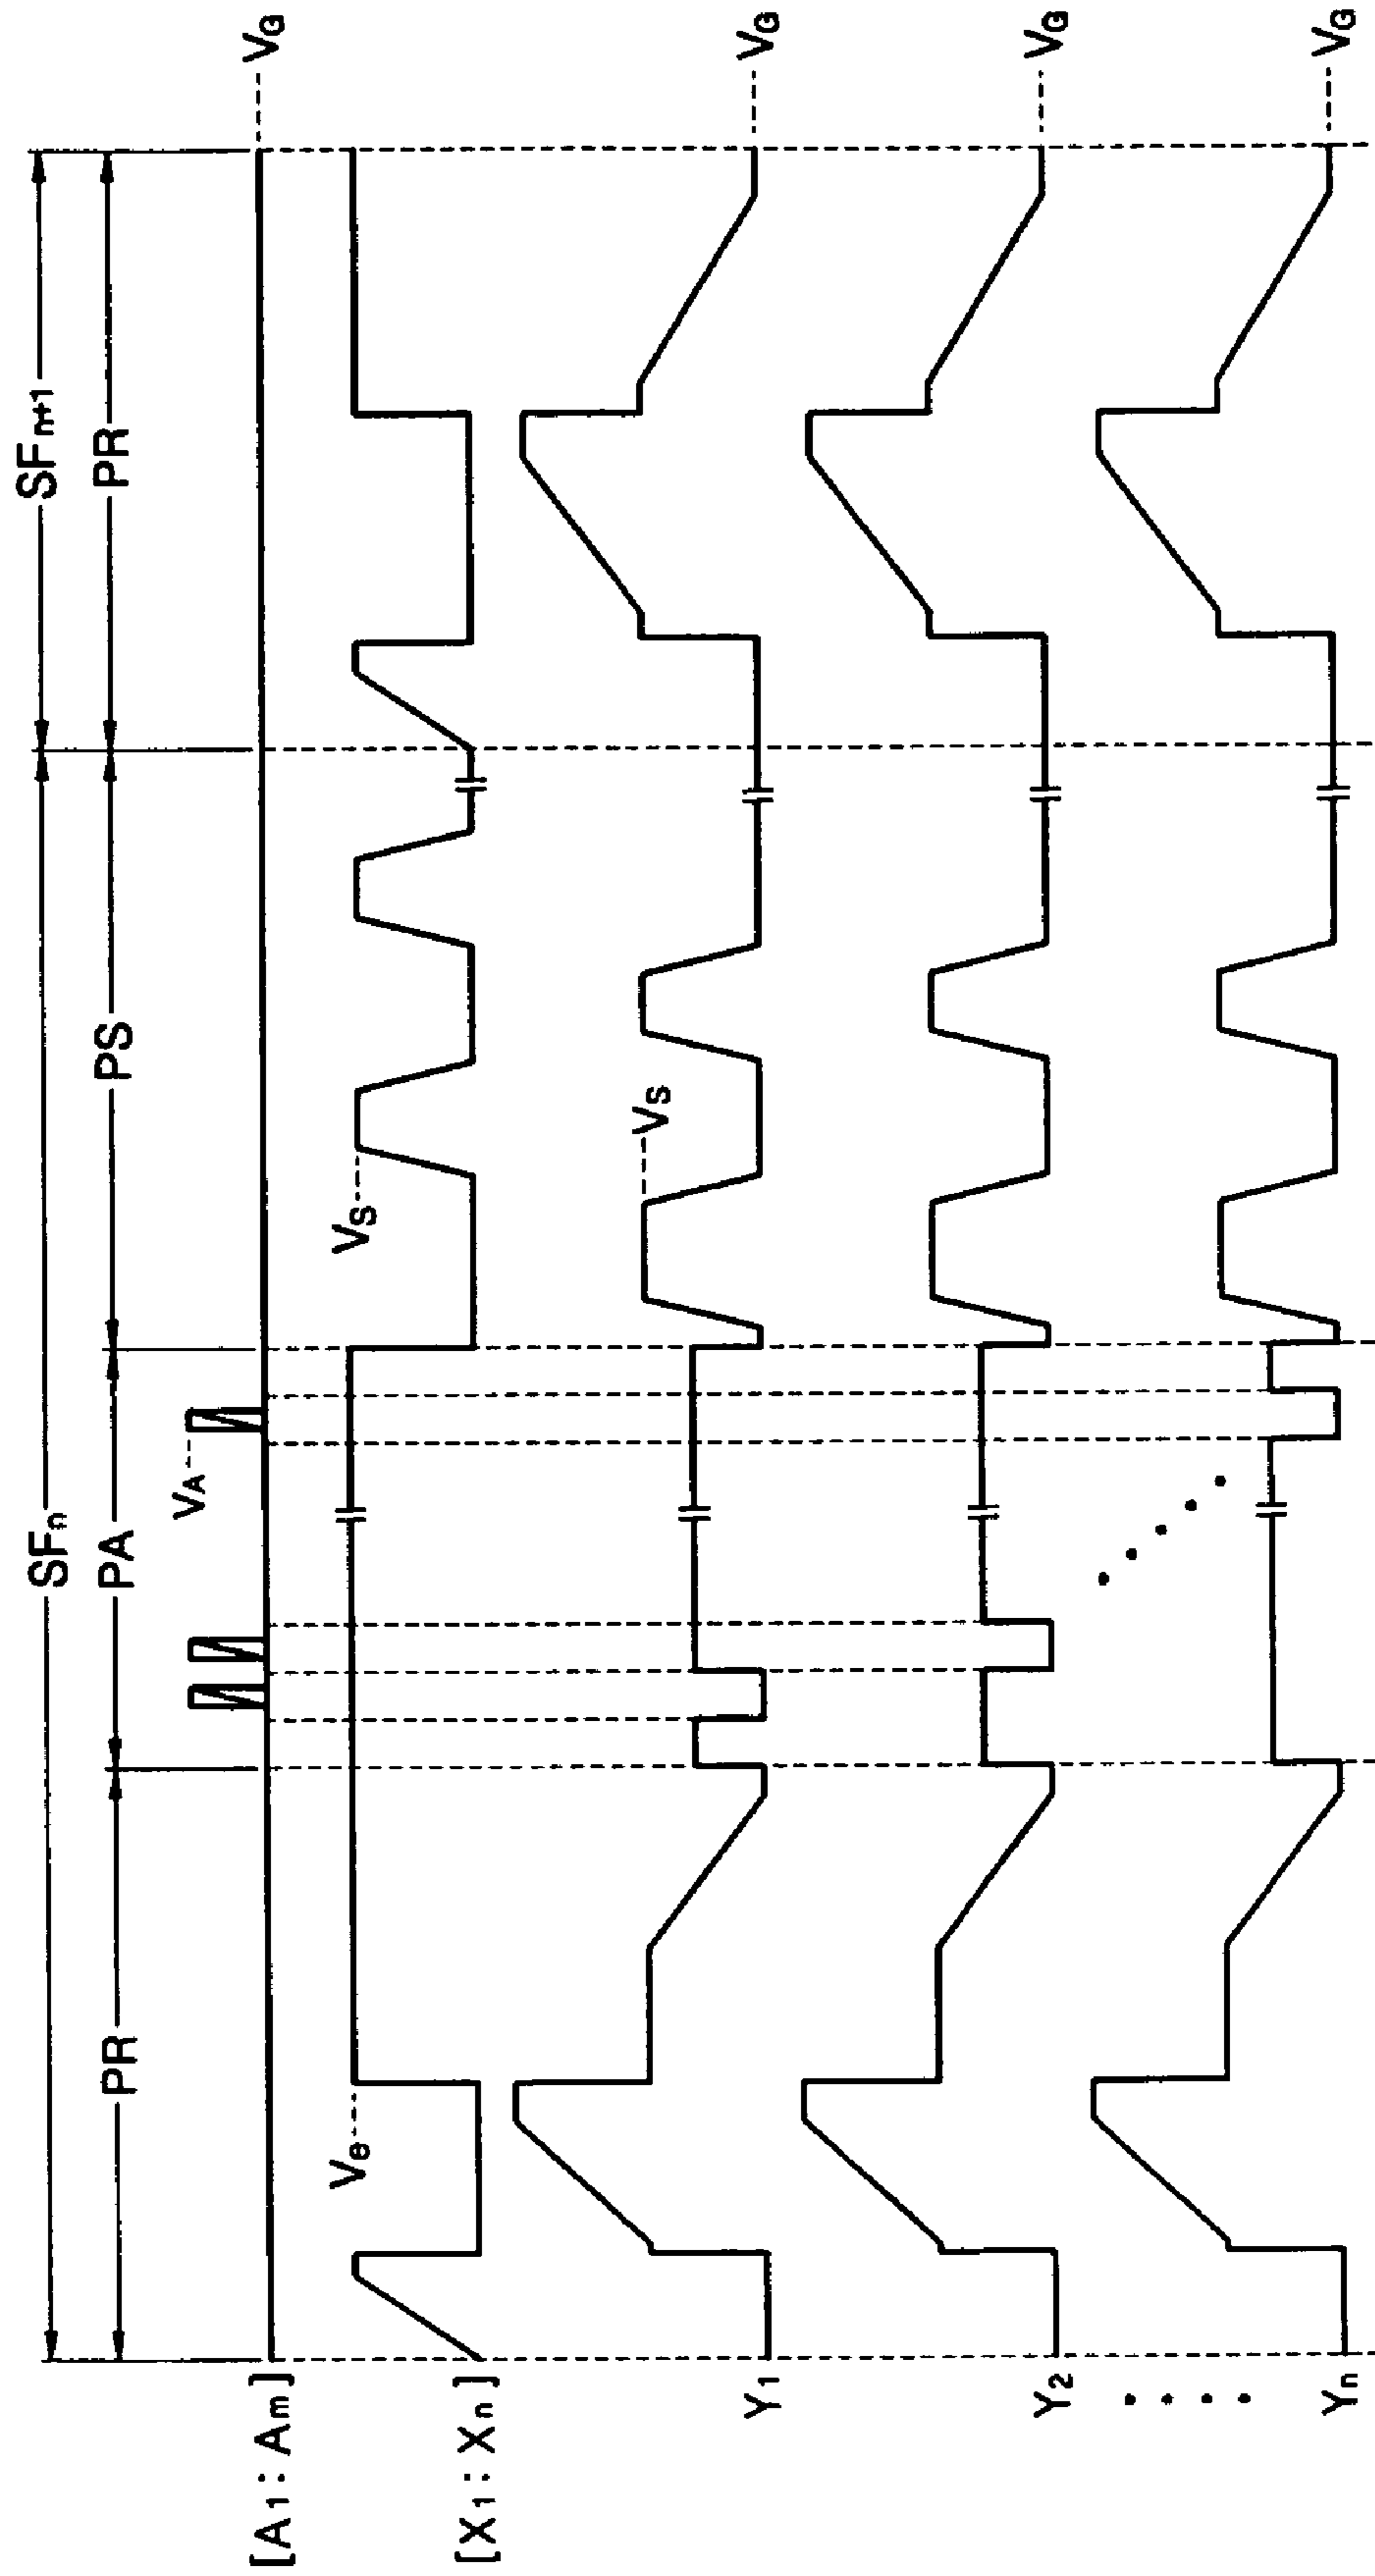 SFn SFn+1
PR PA PS PR
[A1:Am] VA VG
[X1:Xn] Ve VS
Y1 VS VG
Y2 VG
Yn VG